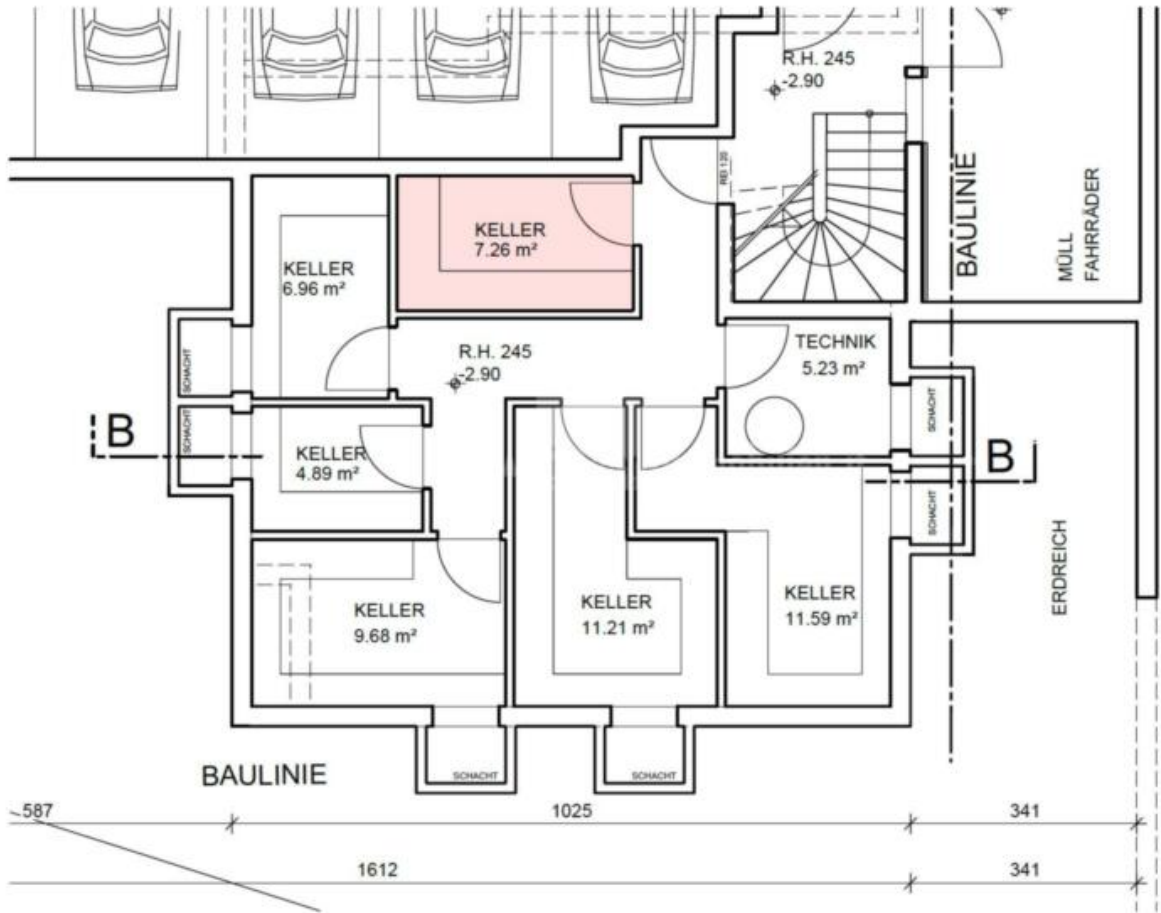 R.H. 245
-2.90
REI 120
BAULINIE
MÜLL
FAHRRÄDER
KELLER
7.26 m²
KELLER
6.96 m²
SCHACHT
R.H. 245
-2.90
TECHNIK
5.23 m²
SCHACHT
B
SCHACHT
KELLER
4.89 m²
B
SCHACHT
ERDREICH
KELLER
9.68 m²
KELLER
11.21 m²
KELLER
11.59 m²
SCHACHT
SCHACHT
BAULINIE
587
1025
341
1612
341